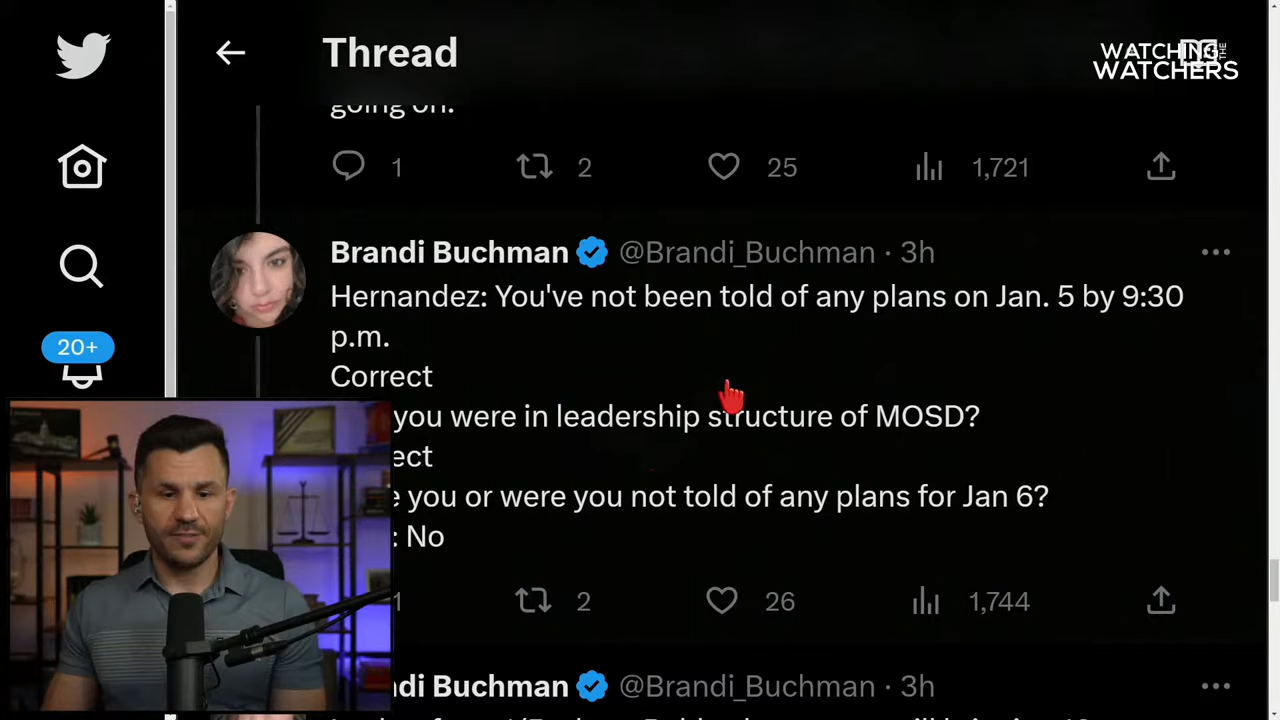 Thread
WATCHING THE
WATCHERS
going on.
1 2 25 1,721
Brandi Buchman @Brandi_Buchman · 3h
Hernandez: You've not been told of any plans on Jan. 5 by 9:30
p.m.
Correct
20+
you were in leadership structure of MOSD?
ect
you or were you not told of any plans for Jan 6?
: No
1 2 26 1,744
di Buchman @Brandi_Buchman · 3h